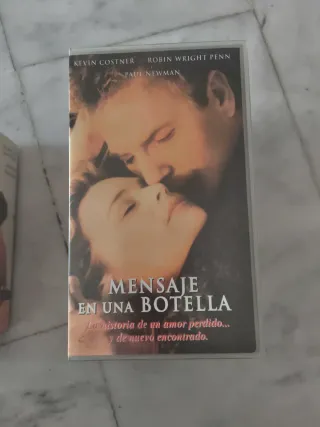 KEVIN COSTNER ROBIN WRIGHT PENN
PAUL NEWMAN
MENSAJE
EN UNA BOTELLA
La historia de un amor perdido...
y de nuevo encontrado.